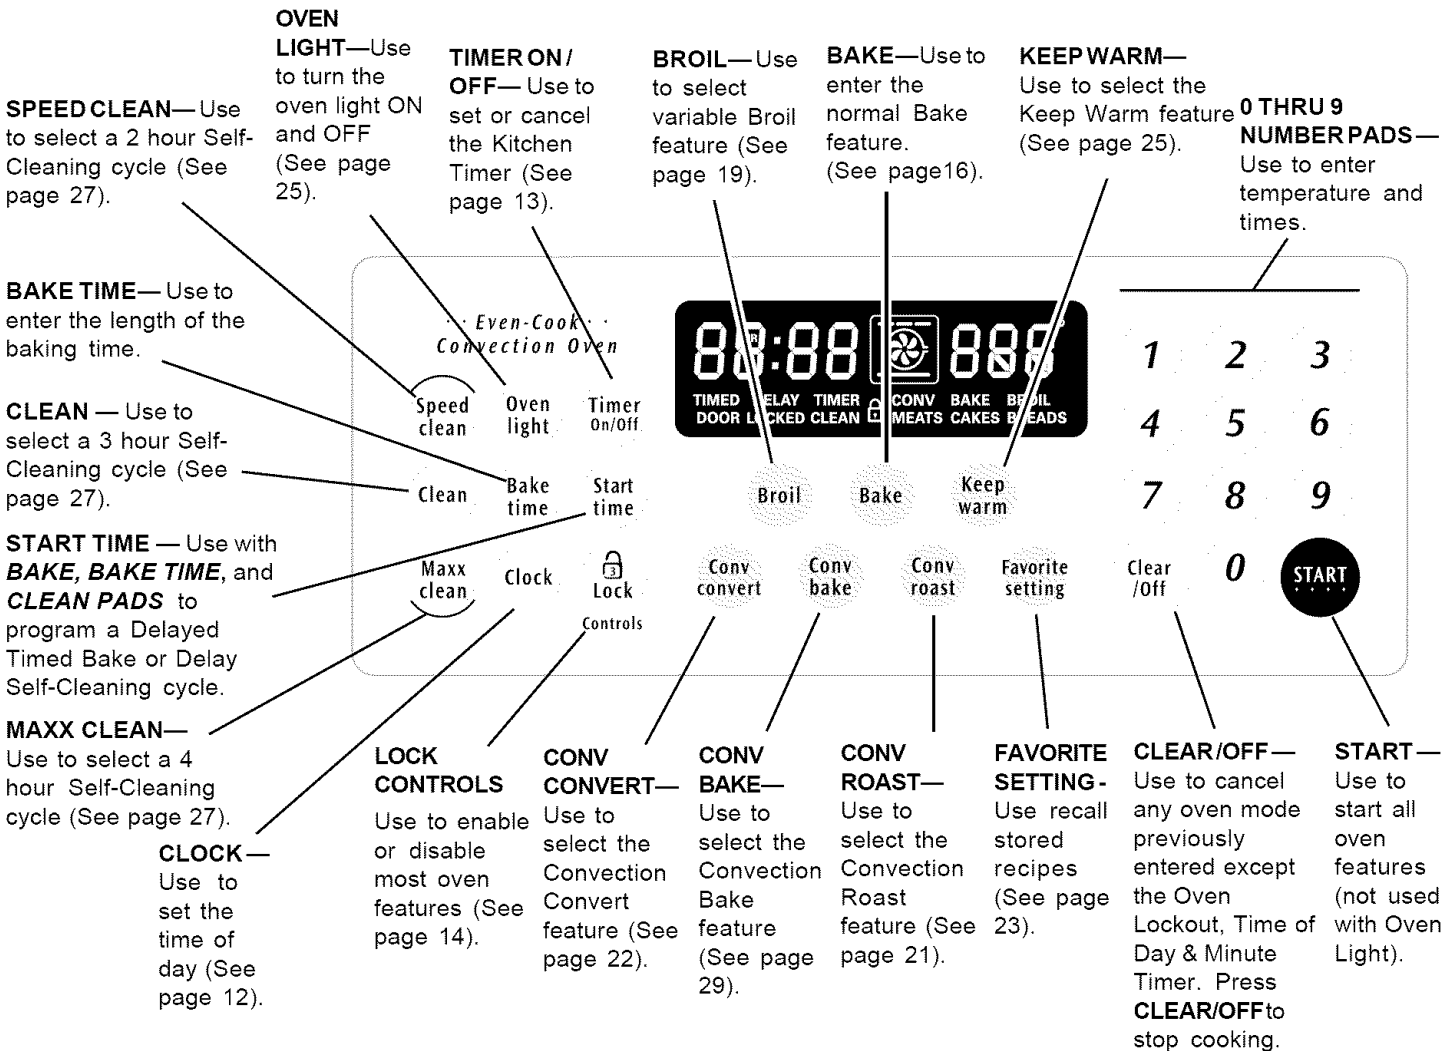 OVEN
LIGHT—Use
to turn the
oven light ON
and OFF
(See page
25).
TIMER ON /
OFF— Use to
set or cancel
the Kitchen
Timer (See
page 13).
BROIL— Use
to select
variable Broil
feature (See
page 19).
BAKE—Use to
enter the
normal Bake
feature.
(See page16).
KEEP WARM—
Use to select the
Keep Warm feature
(See page 25).
0 THRU 9
NUMBER PADS—
Use to enter
temperature and
times.
SPEED CLEAN— Use
to select a 2 hour Self-
Cleaning cycle (See
page 27).
BAKE TIME— Use to
enter the length of the
baking time.
CLEAN — Use to
select a 3 hour Self-
Cleaning cycle (See
page 27).
START TIME — Use with
BAKE, BAKE TIME, and
CLEAN PADS to
program a Delayed
Timed Bake or Delay
Self-Cleaning cycle.
MAXX CLEAN—
Use to select a 4
hour Self-Cleaning
cycle (See page 27).
CLOCK —
Use to
set the
time of
day (See
page 12).
· · Even-Cook · ·
Convection Oven
Speed
clean
Oven
light
Timer
On/Off
Clean
Bake
time
Start
time
Maxx
clean
Clock
3
Lock
Controls
88:88 888°
TIMED DELAY TIMER CONV BAKE BROIL
DOOR LOCKED CLEAN MEATS CAKES BREADS
Broil
Bake
Keep
warm
Conv
convert
Conv
bake
Conv
roast
Favorite
setting
1 2 3
4 5 6
7 8 9
Clear
/Off
0
START
LOCK
CONTROLS
Use to enable
or disable
most oven
features (See
page 14).
CONV
CONVERT—
Use to
select the
Convection
Convert
feature (See
page 22).
CONV
BAKE—
Use to
select the
Convection
Bake
feature
(See page
29).
CONV
ROAST—
Use to
select the
Convection
Roast
feature (See
page 21).
FAVORITE
SETTING -
Use recall
stored
recipes
(See page
23).
CLEAR/OFF —
Use to cancel
any oven mode
previously
entered except
the Oven
Lockout, Time of
Day & Minute
Timer. Press
CLEAR/OFF to
stop cooking.
START —
Use to
start all
oven
features
(not used
with Oven
Light).